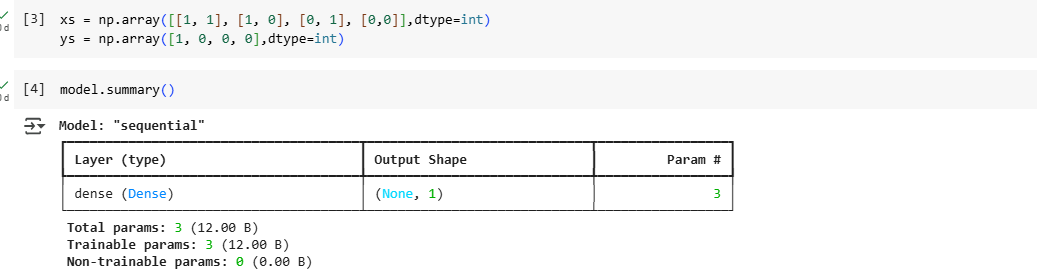 [3] xs = np.array([[1, 1], [1, 0], [0, 1], [0,0]],dtype=int)
ys = np.array([1, 0, 0, 0],dtype=int)
[4] model.summary()
Model: "sequential"
Layer (type) Output Shape Param #
dense (Dense) (None, 1) 3
Total params: 3 (12.00 B)
Trainable params: 3 (12.00 B)
Non-trainable params: 0 (0.00 B)